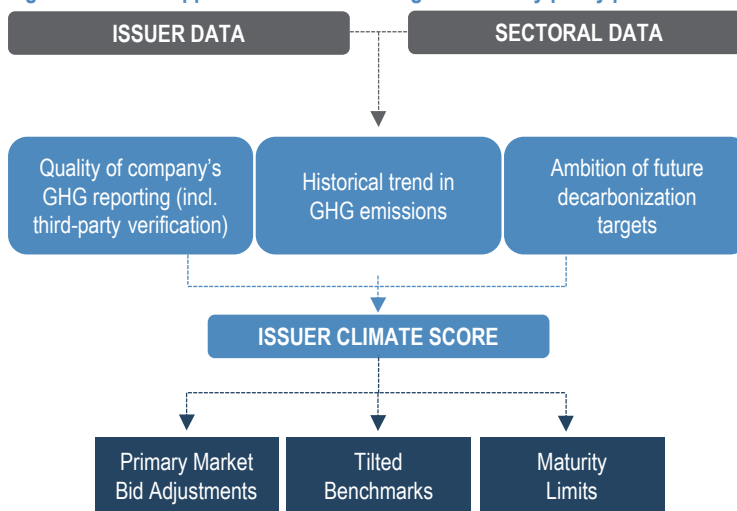 ISSUER DATA
SECTORAL DATA
Quality of company's
GHG reporting (incl.
third-party verification)
Historical trend in
GHG emissions
Ambition of future
decarbonization
targets
ISSUER CLIMATE SCORE
Primary Market
Bid Adjustments
Tilted
Benchmarks
Maturity
Limits